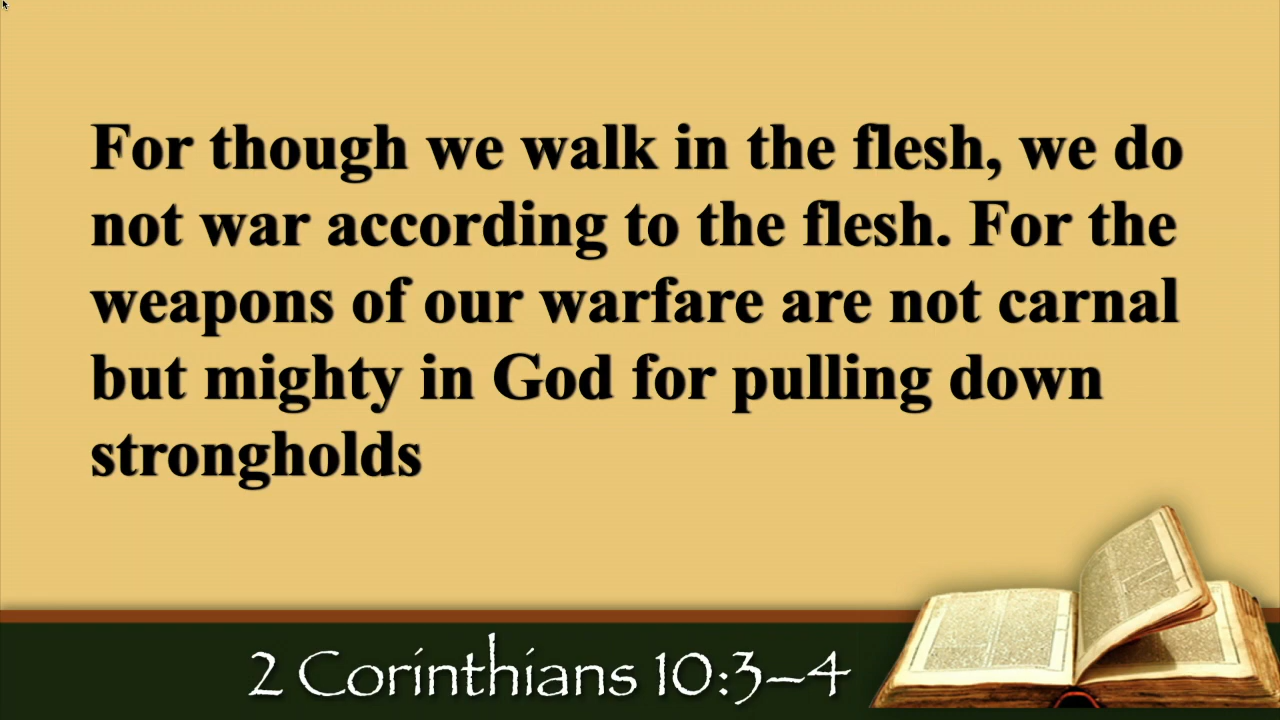 For though we walk in the flesh, we do
not war according to the flesh. For the
weapons of our warfare are not carnal
but mighty in God for pulling down
strongholds
2 Corinthians 10:3–4